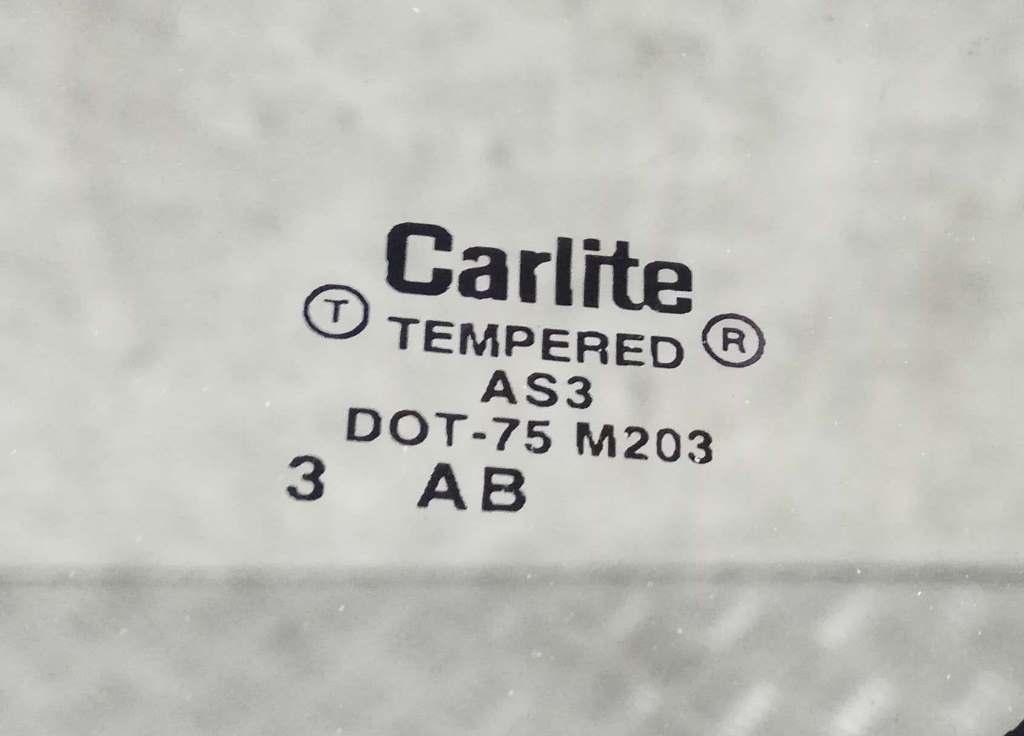 Carlite
Ⓣ TEMPERED ®
AS3
DOT-75 M203
3 AB